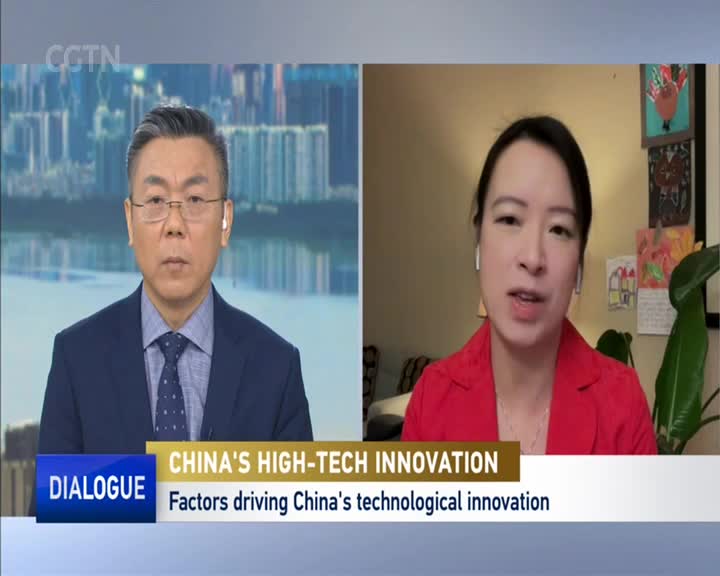 CGTN
CHINA'S HIGH-TECH INNOVATION
DIALOGUE
Factors driving China's technological innovation